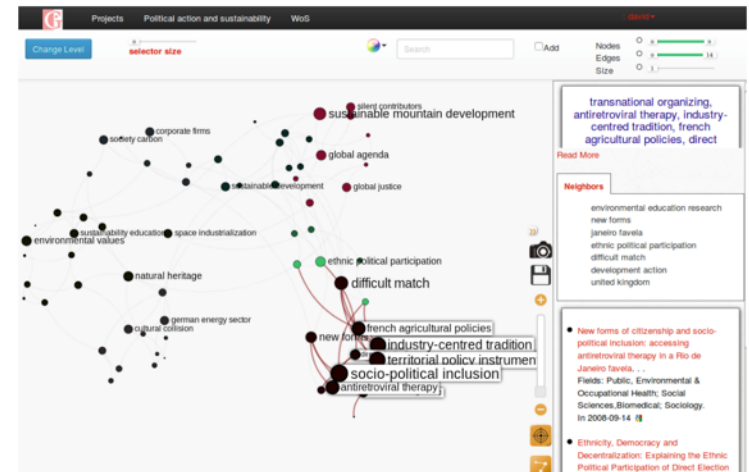 Projects
Political action and sustainability
WoS
david
Change Level
selector size
Search
Add
Nodes
Edges
Size
14
1
silent contributors
sustainable mountain development
corporate firms
society carbon
global agenda
sustainable development
global justice
sustainability education
space industrialization
environmental values
ethnic political participation
natural heritage
difficult match
german energy sector
cultural collision
french agricultural policies
new forms
industry-centred tradition
territorial policy instrumen
socio-political inclusion
antiretroviral therapy
transnational organizing,
antiretroviral therapy, industry-
centred tradition, french
agricultural policies, direct
Read More
Neighbors
environmental education research
new forms
janeiro favela
ethnic political participation
difficult match
development action
united kingdom
New forms of citizenship and socio-
political inclusion: accessing
antiretroviral therapy in a Rio de
Janeiro favela. . .
Fields: Public, Environmental &
Occupational Health; Social
Sciences,Biomedical; Sociology.
In 2008-09-14
Ethnicity, Democracy and
Decentralization: Explaining the Ethnic
Political Participation of Direct Election